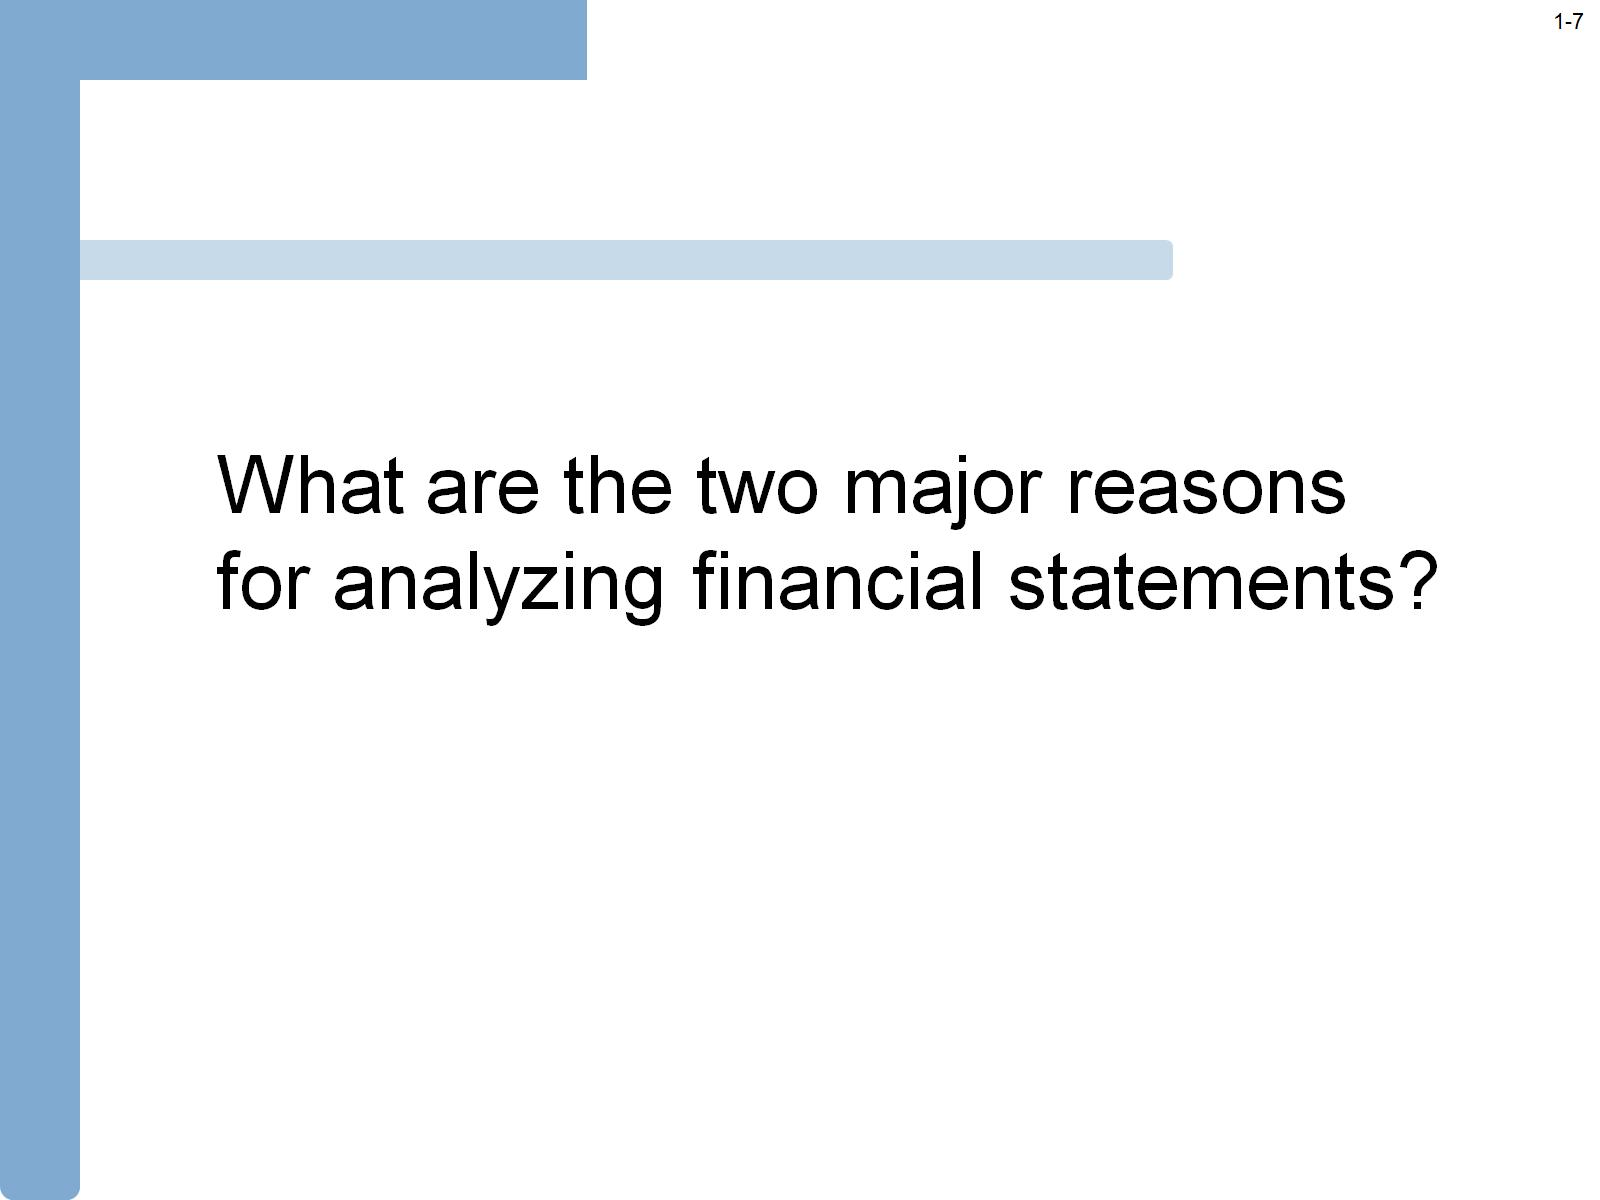 1-7
What are the two major reasons
for analyzing financial statements?